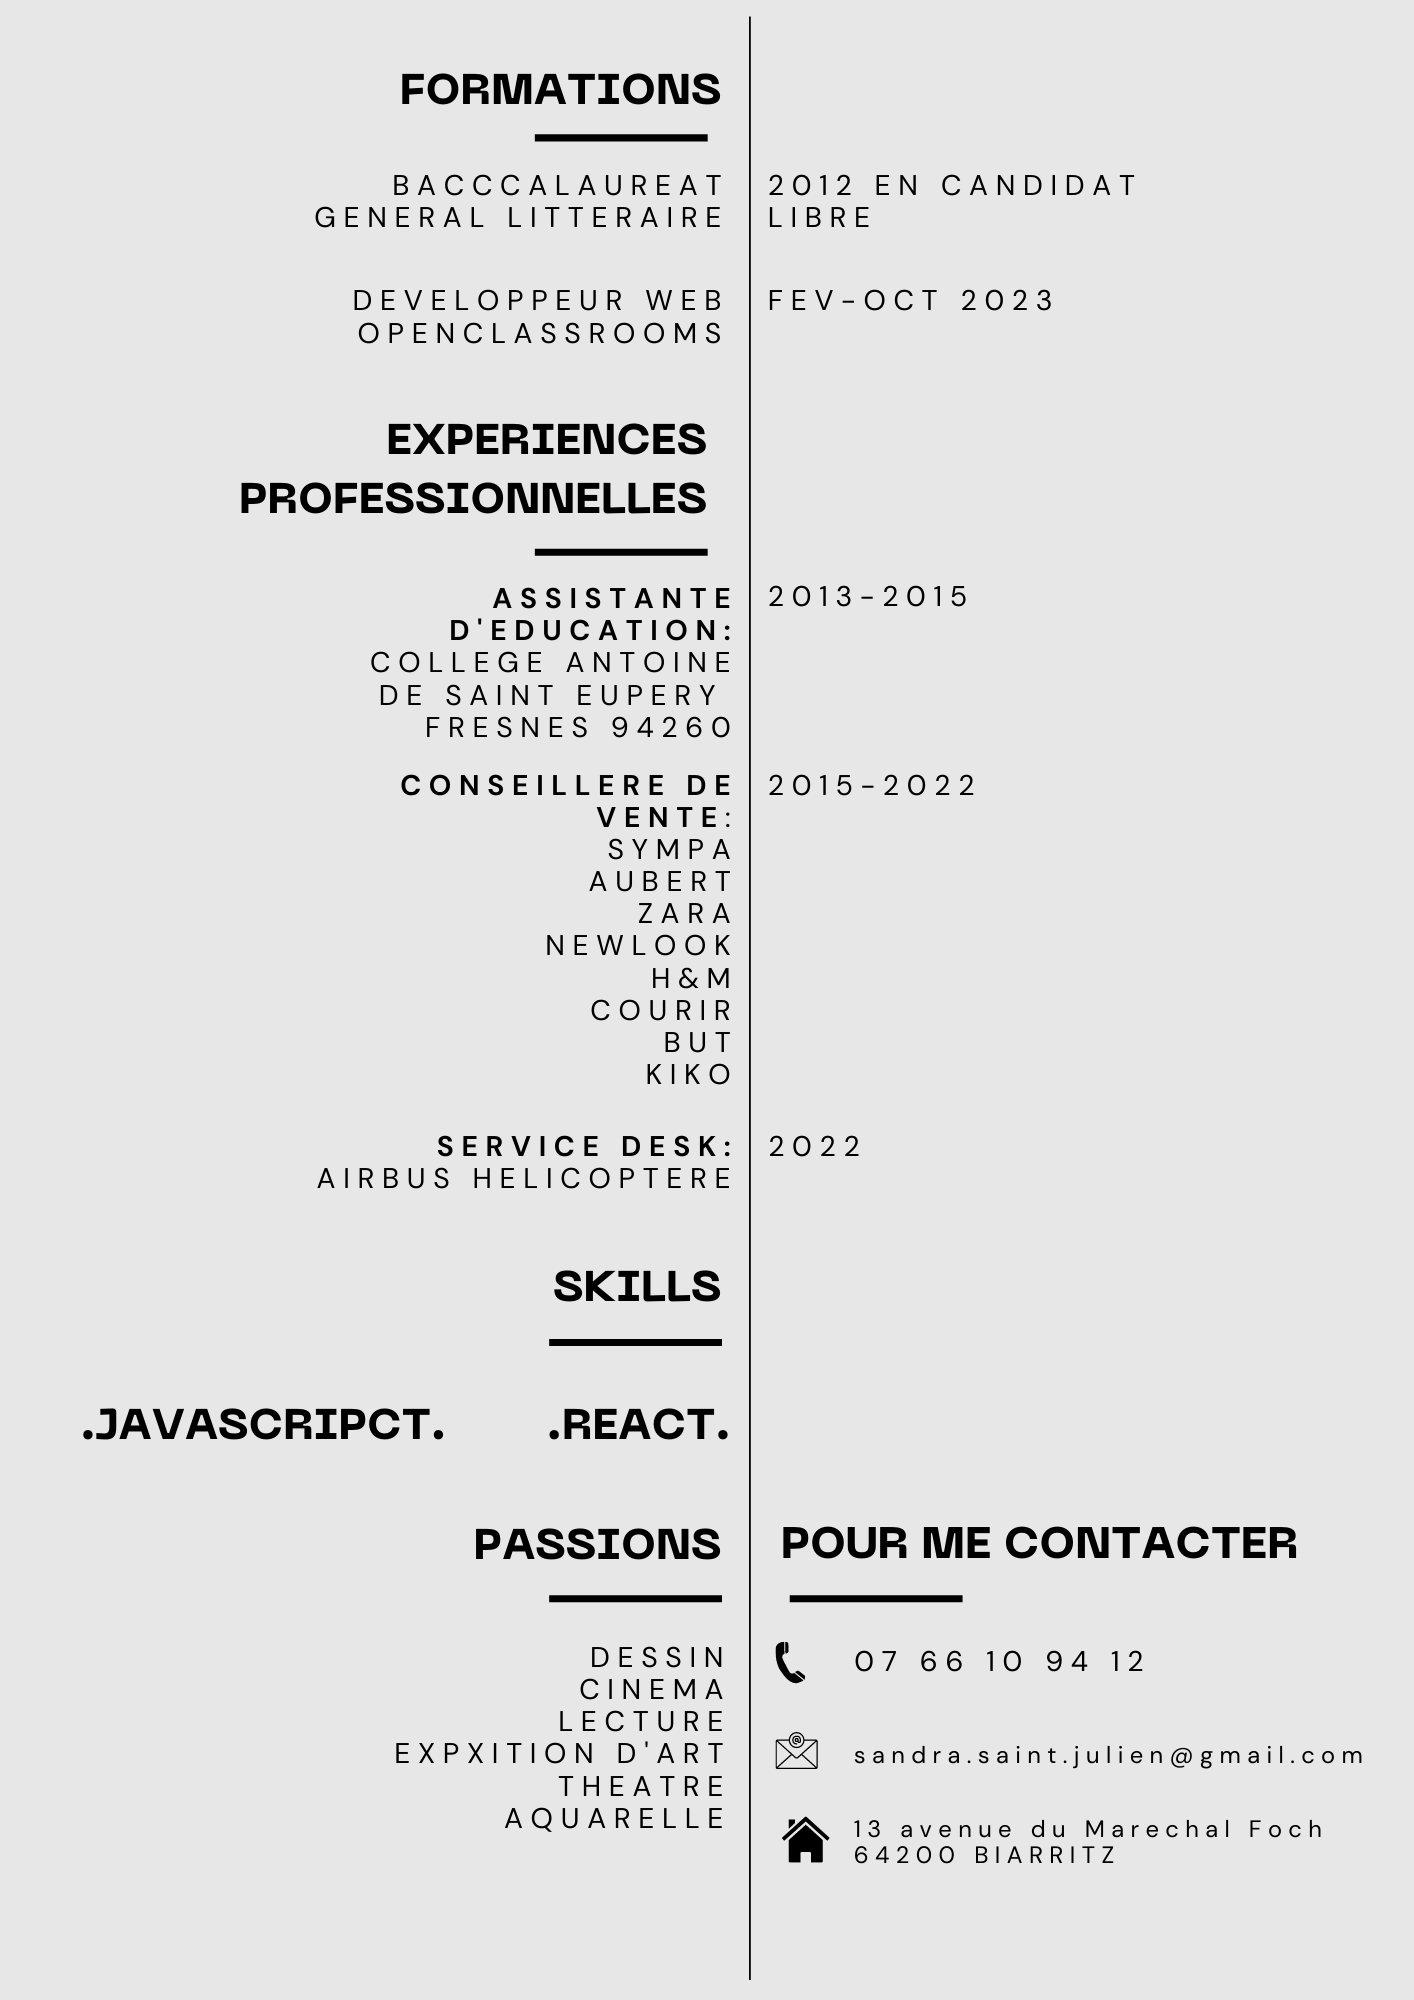 FORMATIONS
BACCCALAUREAT
GENERAL LITTERAIRE
2012 EN CANDIDAT
LIBRE
DEVELOPPEUR WEB
OPENCLASSROOMS
FEV-OCT 2023
EXPERIENCES
PROFESSIONNELLES
ASSISTANTE
D'EDUCATION:
COLLEGE ANTOINE
DE SAINT EUPERY
FRESNES 94260
2013-2015
CONSEILLERE DE
VENTE:
SYMPA
AUBERT
ZARA
NEWLOOK
H&M
COURIR
BUT
KIKO
2015-2022
SERVICE DESK:
AIRBUS HELICOPTERE
2022
SKILLS
.JAVASCRIPCT.
.REACT.
PASSIONS
DESSIN
CINEMA
LECTURE
EXPXITION D'ART
THEATRE
AQUARELLE
POUR ME CONTACTER
07 66 10 94 12
sandra.saint.julien@gmail.com
13 avenue du Marechal Foch
64200 BIARRITZ